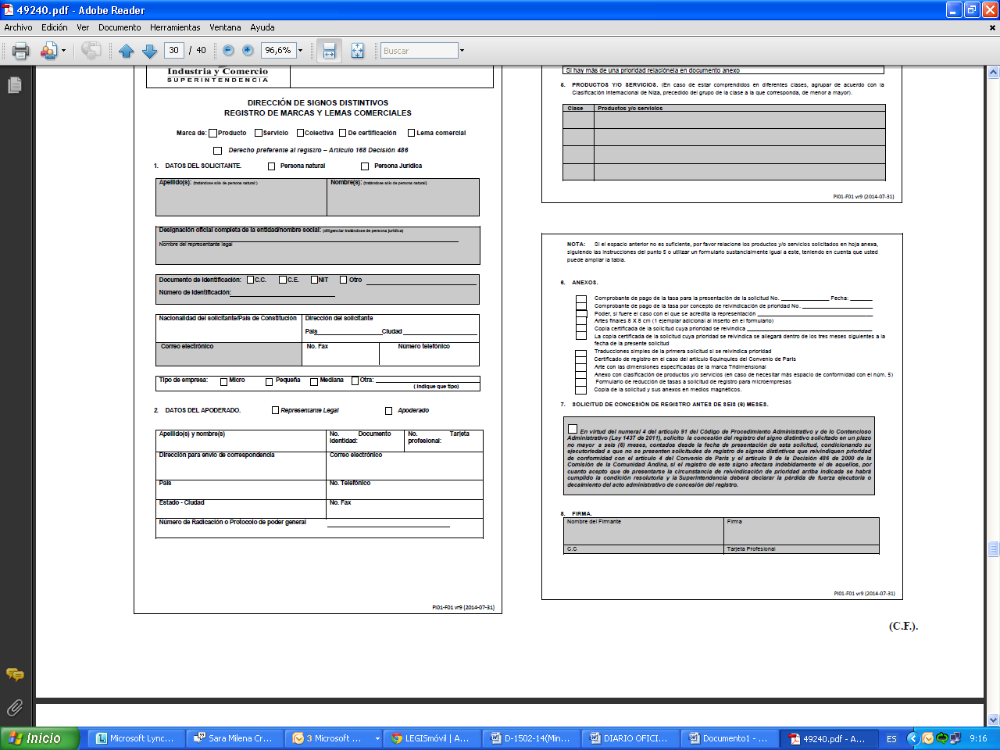 49240.pdf - Adobe Reader
Archivo Edición Ver Documento Herramientas Ventana Ayuda
30 / 40 96,6% Buscar
Industria y Comercio
SUPERINTENDENCIA
DIRECCIÓN DE SIGNOS DISTINTIVOS
REGISTRO DE MARCAS Y LEMAS COMERCIALES
Marca de: Producto Servicio Colectiva De certificación Lema comercial
Derecho preferente al registro – Artículo 168 Decisión 486
1. DATOS DEL SOLICITANTE. Persona natural Persona Jurídica
Apellido(s): (tratándose sólo de persona natural:) Nombre(s): (tratándose sólo de persona natural)
Designación oficial completa de la entidad/nombre social: (diligenciar tratándose de persona jurídica)
Nombre del representante legal
Documento de Identificación: C.C. C.E. NIT Otro
Número de Identificación:
Nacionalidad del solicitante/País de Constitución Dirección del solicitante
País Ciudad
Correo electrónico No. Fax Número telefónico
Tipo de empresa: Micro Pequeña Mediana Otra:
( Indique que tipo)
2. DATOS DEL APODERADO. Representante Legal Apoderado
Apellido(s) y nombre(s) No. Documento Identidad: No. Tarjeta profesional:
Dirección para envío de correspondencia Correo electrónico
País No. Telefónico
Estado - Ciudad No. Fax
Número de Radicación o Protocolo de poder general
PI01-F01 vr9 (2014-07-31)
Si hay más de una prioridad relaciónela en documento anexo
5. PRODUCTOS Y/O SERVICIOS. (En caso de estar comprendidos en diferentes clases, agrupar de acuerdo con la
Clasificación Internacional de Niza, precedido del grupo de la clase a la que corresponda, de menor a mayor).
Clase Productos y/o servicios
PI01-F01 vr9 (2014-07-31)
NOTA: Si el espacio anterior no es suficiente, por favor relacione los productos y/o servicios solicitados en hoja anexa,
siguiendo las instrucciones del punto 5 o utilizar un formulario sustancialmente igual a este, teniendo en cuenta que usted
puede ampliar la tabla.
6. ANEXOS.
Comprobante de pago de la tasa para la presentación de la solicitud No. Fecha:
Comprobante de pago de la tasa por concepto de reivindicación de prioridad No.
Poder, si fuere el caso con el que se acredita la representación
Artes finales 8 X 8 cm (1 ejemplar adicional al inserto en el formulario)
Copia certificada de la solicitud cuya prioridad se reivindica
La copia certificada de la solicitud cuya prioridad se reivindica se allegará dentro de los tres meses siguientes a la
fecha de la presente solicitud
Traducciones simples de la primera solicitud si se reivindica prioridad
Certificado de registro en el caso del artículo 6quinquies del Convenio de París
Arte con las dimensiones especificadas de la marca Tridimensional
Anexo con clasificación de productos y/o servicios (en caso de necesitar más espacio de conformidad con el núm. 5)
Formulario de reducción de tasas a solicitud de registro para microempresas
Copia de la solicitud y sus anexos en medios magnéticos.
7. SOLICITUD DE CONCESIÓN DE REGISTRO ANTES DE SEIS (6) MESES.
En virtud del numeral 4 del artículo 91 del Código de Procedimiento Administrativo y de lo Contencioso
Administrativo (Ley 1437 de 2011), solicito la concesión del registro del signo distintivo solicitado en un plazo
no mayor a seis (6) meses, contados desde la fecha de presentación de esta solicitud, condicionando su
ejecutoriedad a que no se presenten solicitudes de registro de signos distintivos que reivindiquen prioridad
de conformidad con el artículo 4 del Convenio de París y el artículo 9 de la Decisión 486 de 2000 de la
Comisión de la Comunidad Andina, si el registro de este signo afectara indebidamente el de aquellos, por
cuanto acepto que de presentarse la circunstancia de reivindicación de prioridad arriba indicada se habrá
cumplido la condición resolutoria y la Superintendencia deberá declarar la pérdida de fuerza ejecutoria o
decaimiento del acto administrativo de concesión del registro.
8. FIRMA.
Nombre del Firmante Firma
C.C Tarjeta Profesional
PI01-F01 vr9 (2014-07-31)
(C.F.).
Inicio Microsoft Lync... Sara Milena Cr... 3 Microsoft ... LEGISmóvil | A... D-1502-14(Min... DIARIO OFICI... Documento1 - ... 49240.pdf - A... ES 9:16